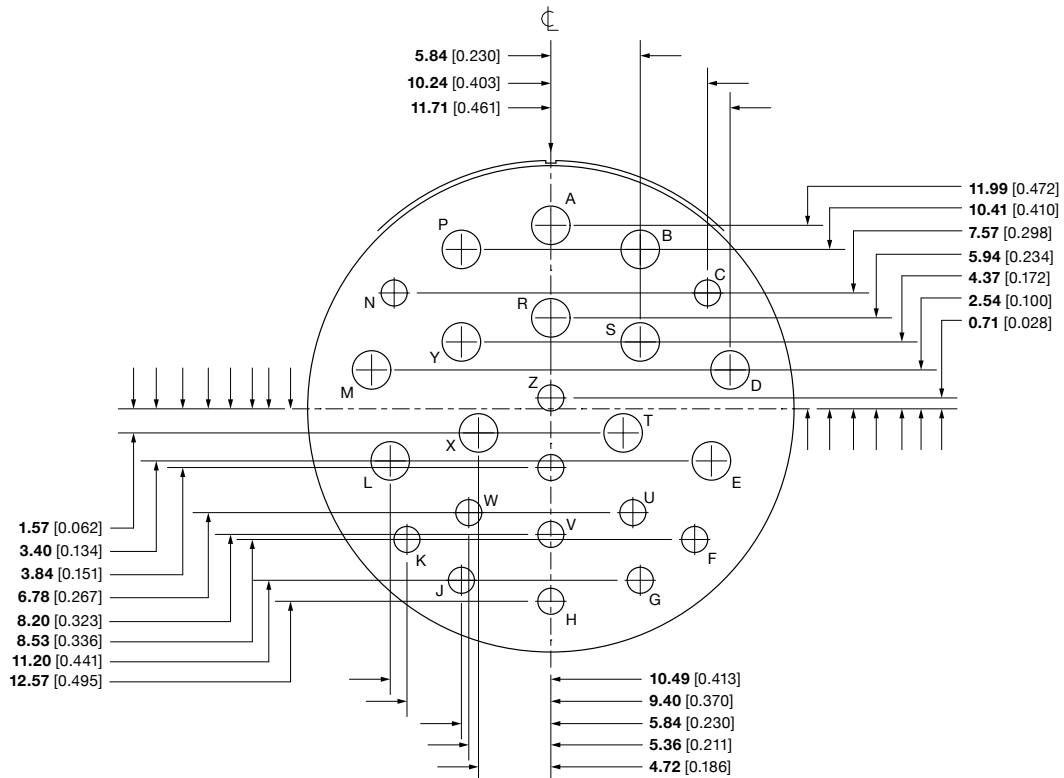 ℄
5.84 [0.230]
10.24 [0.403]
11.71 [0.461]
11.99 [0.472]
10.41 [0.410]
7.57 [0.298]
5.94 [0.234]
4.37 [0.172]
2.54 [0.100]
0.71 [0.028]
A
P
B
C
N
R
S
Y
M
D
Z
X
T
L
E
W
U
V
K
F
J
G
H
1.57 [0.062]
3.40 [0.134]
3.84 [0.151]
6.78 [0.267]
8.20 [0.323]
8.53 [0.336]
11.20 [0.441]
12.57 [0.495]
10.49 [0.413]
9.40 [0.370]
5.84 [0.230]
5.36 [0.211]
4.72 [0.186]